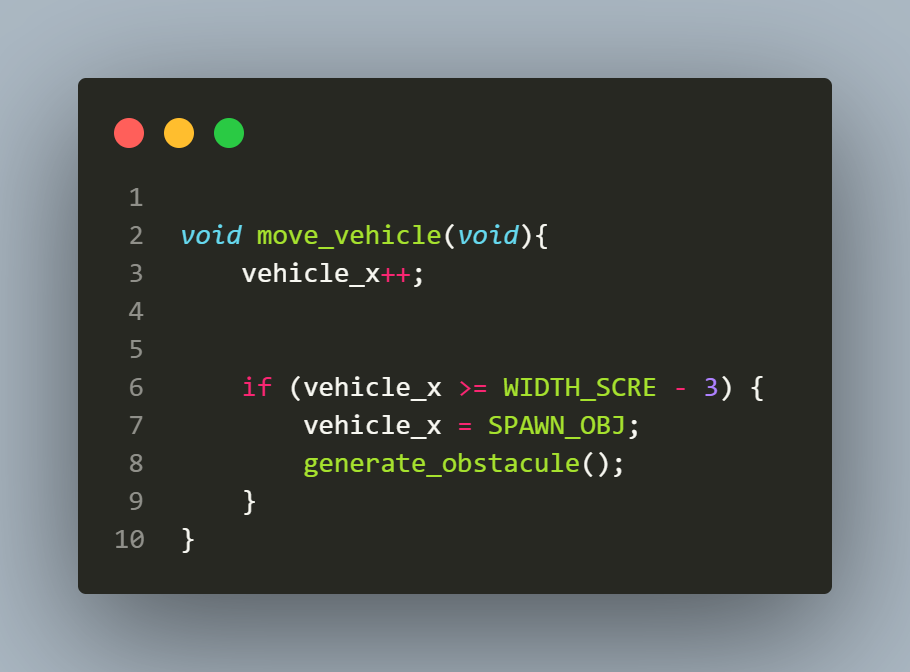 1
2 void move_vehicle(void){
3     vehicle_x++;
4
5
6     if (vehicle_x >= WIDTH_SCRE - 3) {
7         vehicle_x = SPAWN_OBJ;
8         generate_obstacule();
9     }
10 }